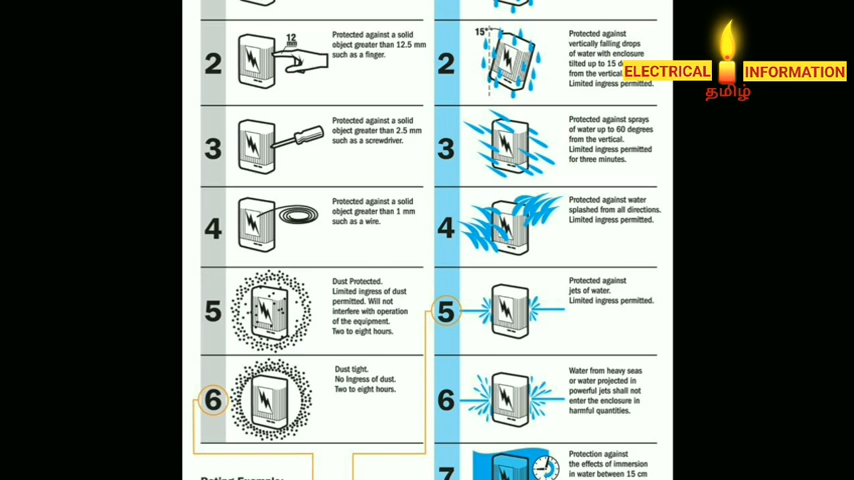 2
12
Protected against a solid
object greater than 12.5 mm
such as a finger.
3
Protected against a solid
object greater than 2.5 mm
such as a screwdriver.
4
Protected against a solid
object greater than 1 mm
such as a wire.
5
Dust Protected.
Limited ingress of dust
permitted. Will not
interfere with operation
of the equipment.
Two to eight hours.
6
Dust tight.
No Ingress of dust.
Two to eight hours.
Rating Example:
2
15°
Protected against
vertically falling drops
of water with enclosure
tilted up to 15
from the vertical
Limited ingress permitted.
3
Protected against sprays
of water up to 60 degrees
from the vertical.
Limited ingress permitted
for three minutes.
4
Protected against water
splashed from all directions.
Limited ingress permitted.
5
Protected against
jets of water.
Limited ingress permitted.
6
Water from heavy seas
or water projected in
powerful jets shall not
enter the enclosure in
harmful quantities.
7
Protection against
the effects of immersion
in water between 15 cm
ELECTRICAL INFORMATION
தமிழ்